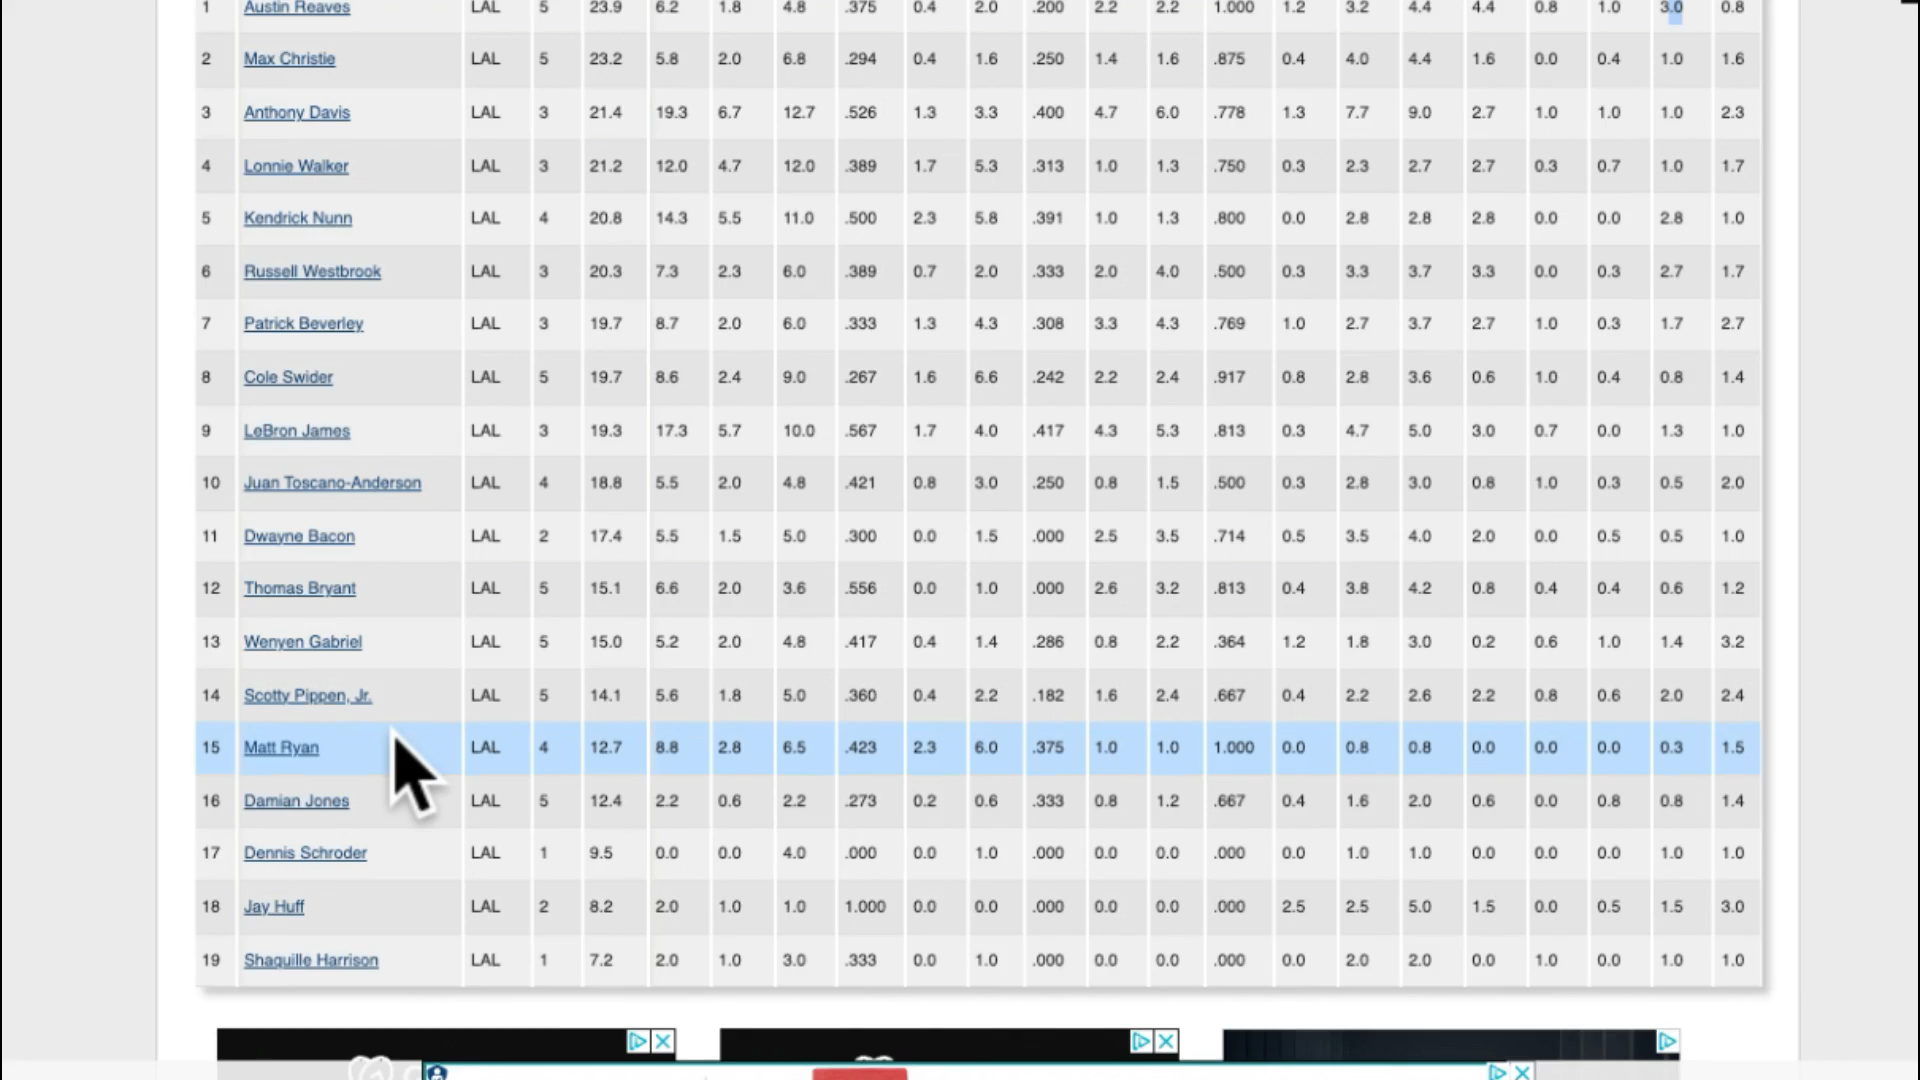 1 Austin Reaves LAL 5 23.9 6.2 1.8 4.8 .375 0.4 2.0 .200 2.2 2.2 1.000 1.2 3.2 4.4 4.4 0.8 1.0 3.0 0.8
2 Max Christie LAL 5 23.2 5.8 2.0 6.8 .294 0.4 1.6 .250 1.4 1.6 .875 0.4 4.0 4.4 1.6 0.0 0.4 1.0 1.6
3 Anthony Davis LAL 3 21.4 19.3 6.7 12.7 .526 1.3 3.3 .400 4.7 6.0 .778 1.3 7.7 9.0 2.7 1.0 1.0 1.0 2.3
4 Lonnie Walker LAL 3 21.2 12.0 4.7 12.0 .389 1.7 5.3 .313 1.0 1.3 .750 0.3 2.3 2.7 2.7 0.3 0.7 1.0 1.7
5 Kendrick Nunn LAL 4 20.8 14.3 5.5 11.0 .500 2.3 5.8 .391 1.0 1.3 .800 0.0 2.8 2.8 2.8 0.0 0.0 2.8 1.0
6 Russell Westbrook LAL 3 20.3 7.3 2.3 6.0 .389 0.7 2.0 .333 2.0 4.0 .500 0.3 3.3 3.7 3.3 0.0 0.3 2.7 1.7
7 Patrick Beverley LAL 3 19.7 8.7 2.0 6.0 .333 1.3 4.3 .308 3.3 4.3 .769 1.0 2.7 3.7 2.7 1.0 0.3 1.7 2.7
8 Cole Swider LAL 5 19.7 8.6 2.4 9.0 .267 1.6 6.6 .242 2.2 2.4 .917 0.8 2.8 3.6 0.6 1.0 0.4 0.8 1.4
9 LeBron James LAL 3 19.3 17.3 5.7 10.0 .567 1.7 4.0 .417 4.3 5.3 .813 0.3 4.7 5.0 3.0 0.7 0.0 1.3 1.0
10 Juan Toscano-Anderson LAL 4 18.8 5.5 2.0 4.8 .421 0.8 3.0 .250 0.8 1.5 .500 0.3 2.8 3.0 0.8 1.0 0.3 0.5 2.0
11 Dwayne Bacon LAL 2 17.4 5.5 1.5 5.0 .300 0.0 1.5 .000 2.5 3.5 .714 0.5 3.5 4.0 2.0 0.0 0.5 0.5 1.0
12 Thomas Bryant LAL 5 15.1 6.6 2.0 3.6 .556 0.0 1.0 .000 2.6 3.2 .813 0.4 3.8 4.2 0.8 0.4 0.4 0.6 1.2
13 Wenyen Gabriel LAL 5 15.0 5.2 2.0 4.8 .417 0.4 1.4 .286 0.8 2.2 .364 1.2 1.8 3.0 0.2 0.6 1.0 1.4 3.2
14 Scotty Pippen, Jr. LAL 5 14.1 5.6 1.8 5.0 .360 0.4 2.2 .182 1.6 2.4 .667 0.4 2.2 2.6 2.2 0.8 0.6 2.0 2.4
15 Matt Ryan LAL 4 12.7 8.8 2.8 6.5 .423 2.3 6.0 .375 1.0 1.0 1.000 0.0 0.8 0.8 0.0 0.0 0.0 0.3 1.5
16 Damian Jones LAL 5 12.4 2.2 0.6 2.2 .273 0.2 0.6 .333 0.8 1.2 .667 0.4 1.6 2.0 0.6 0.0 0.8 0.8 1.4
17 Dennis Schroder LAL 1 9.5 0.0 0.0 4.0 .000 0.0 1.0 .000 0.0 0.0 .000 0.0 1.0 1.0 0.0 0.0 0.0 1.0 1.0
18 Jay Huff LAL 2 8.2 2.0 1.0 1.0 1.000 0.0 0.0 .000 0.0 0.0 .000 2.5 2.5 5.0 1.5 0.0 0.5 1.5 3.0
19 Shaquille Harrison LAL 1 7.2 2.0 1.0 3.0 .333 0.0 1.0 .000 0.0 0.0 .000 0.0 2.0 2.0 0.0 1.0 0.0 1.0 1.0